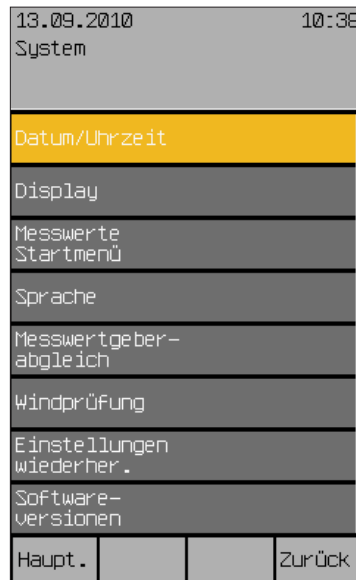 13.09.2010 10:38
System
Datum/Uhrzeit
Display
Messwerte
Startmenü
Sprache
Messwertgeber-
abgleich
Windprüfung
Einstellungen
wiederher.
Software-
versionen
Haupt. Zurück